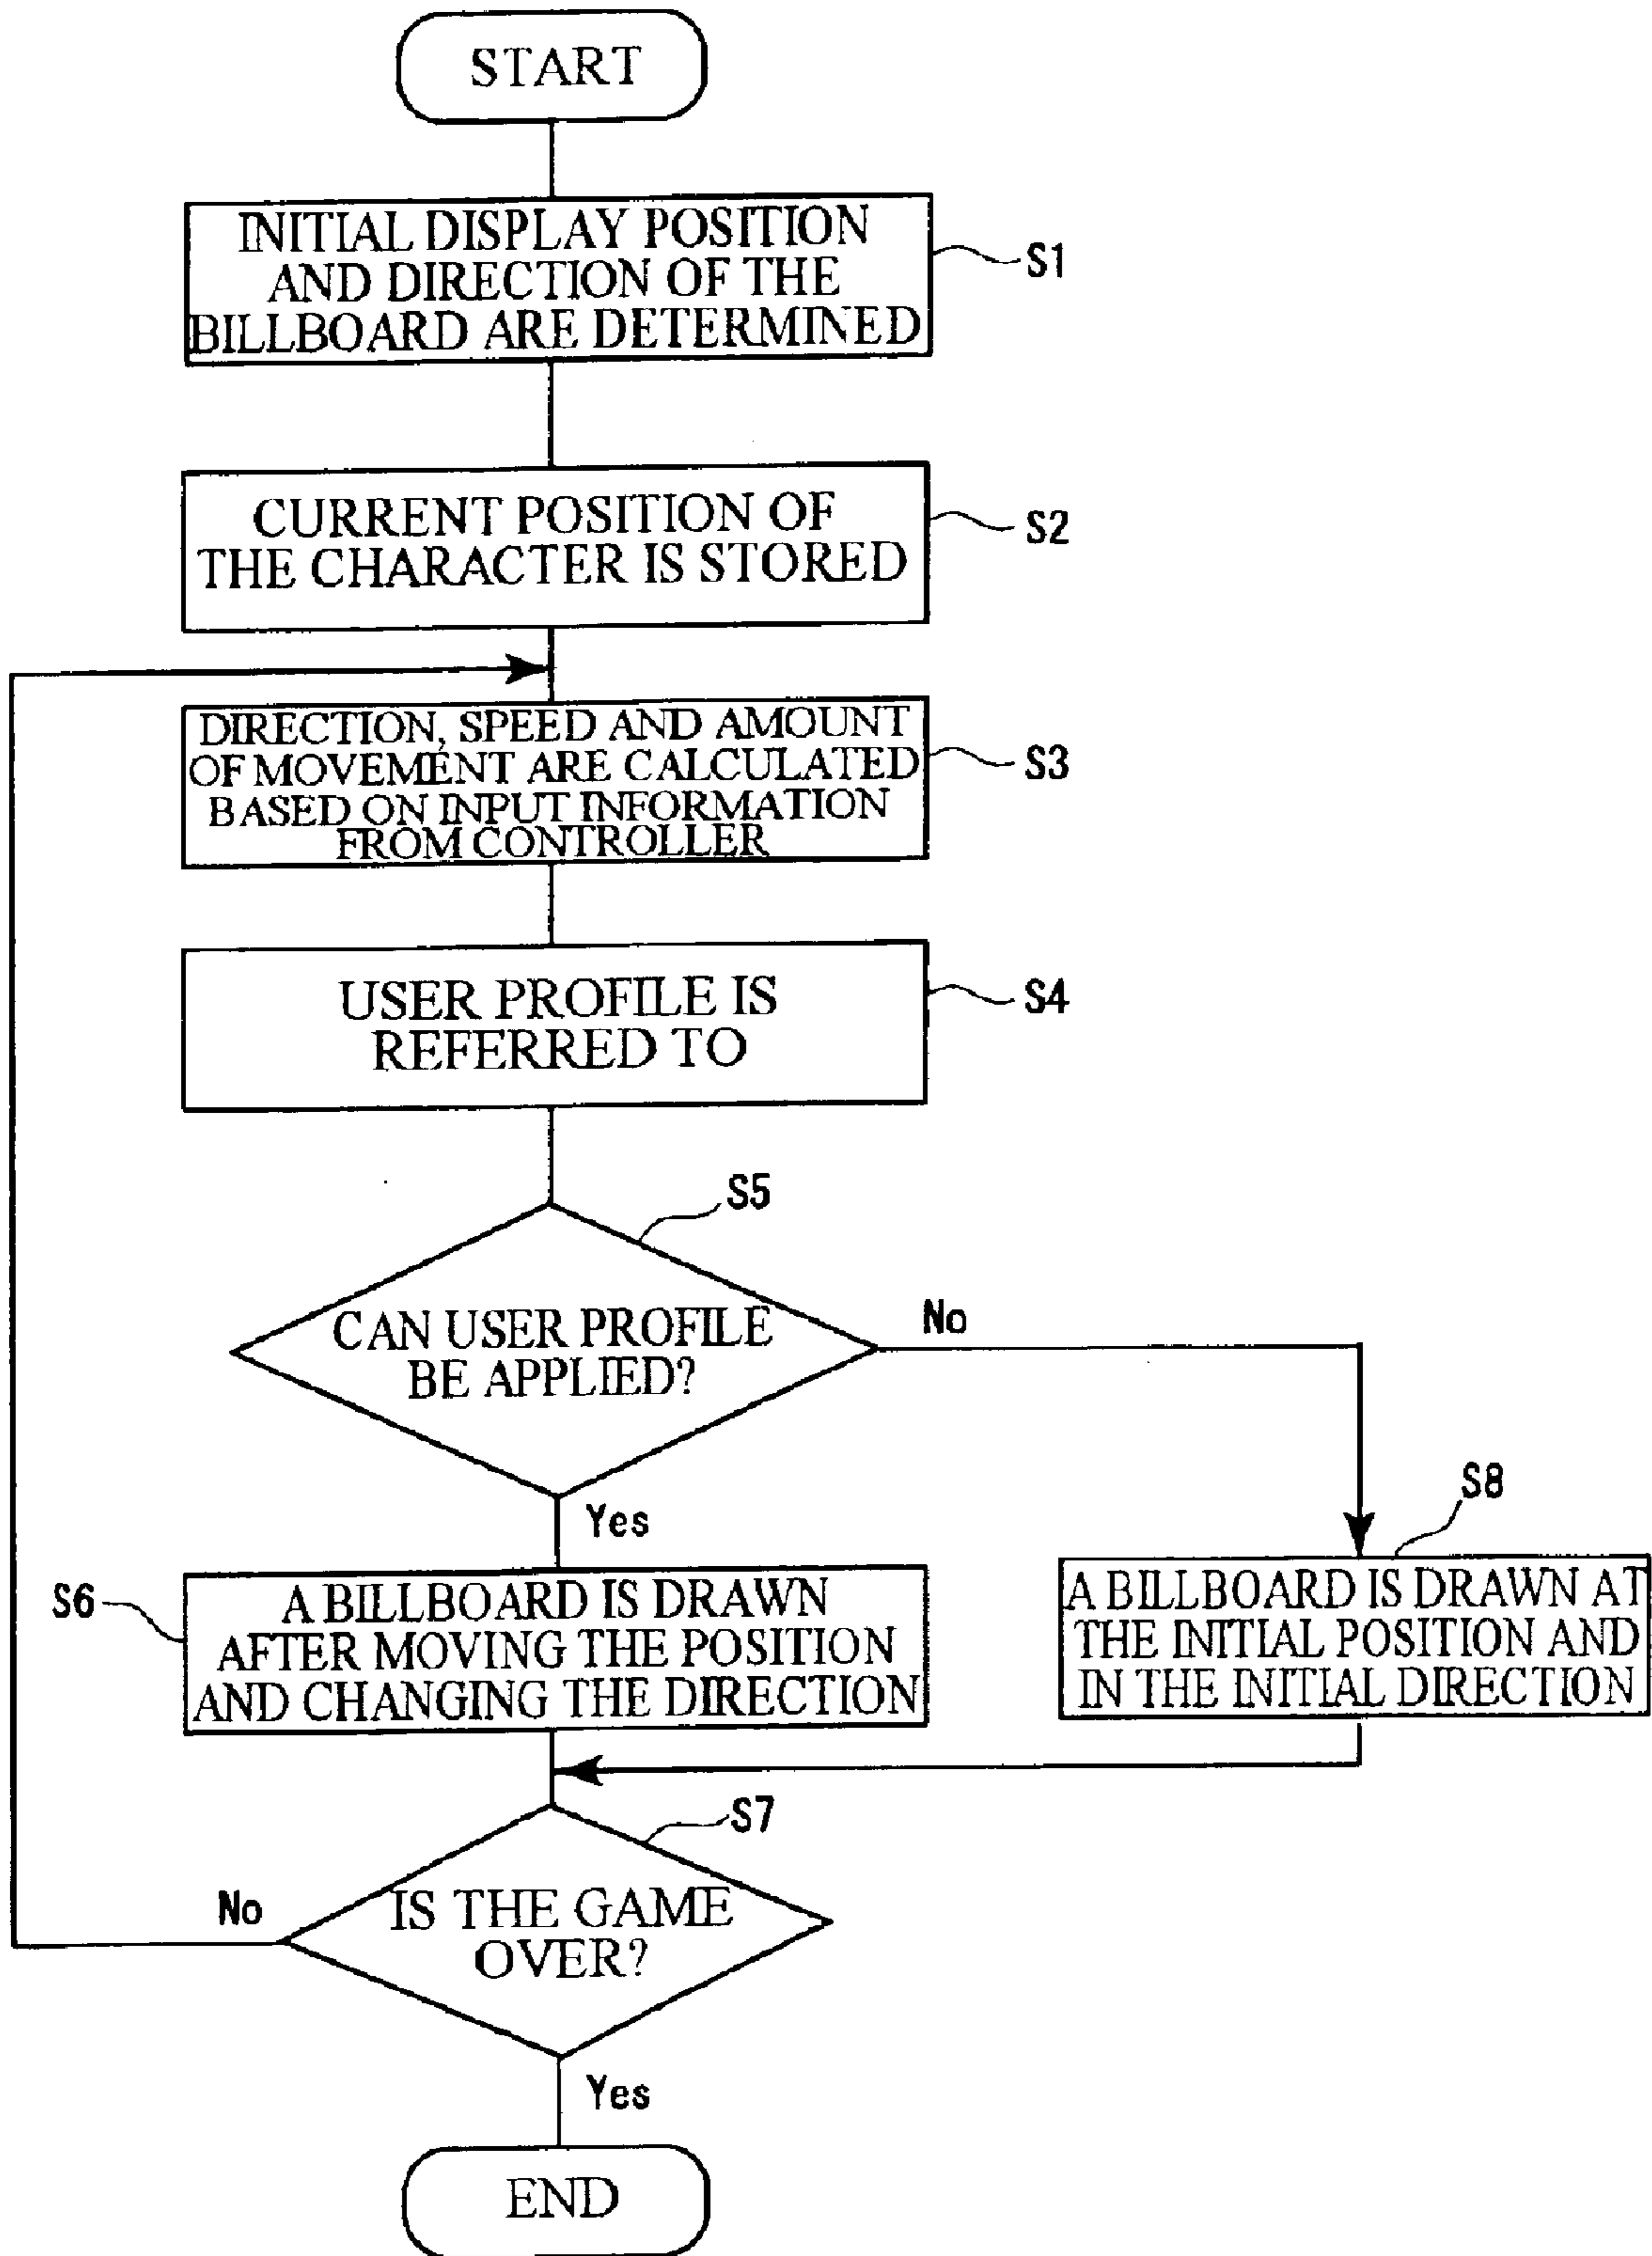 START
INITIAL DISPLAY POSITION
AND DIRECTION OF THE
BILLBOARD ARE DETERMINED
S1
CURRENT POSITION OF
THE CHARACTER IS STORED
S2
DIRECTION, SPEED AND AMOUNT
OF MOVEMENT ARE CALCULATED
BASED ON INPUT INFORMATION
FROM CONTROLLER
S3
USER PROFILE IS
REFERRED TO
S4
S5
CAN USER PROFILE
BE APPLIED?
No
Yes
S6
A BILLBOARD IS DRAWN
AFTER MOVING THE POSITION
AND CHANGING THE DIRECTION
S8
A BILLBOARD IS DRAWN AT
THE INITIAL POSITION AND
IN THE INITIAL DIRECTION
S7
IS THE GAME
OVER?
No
Yes
END